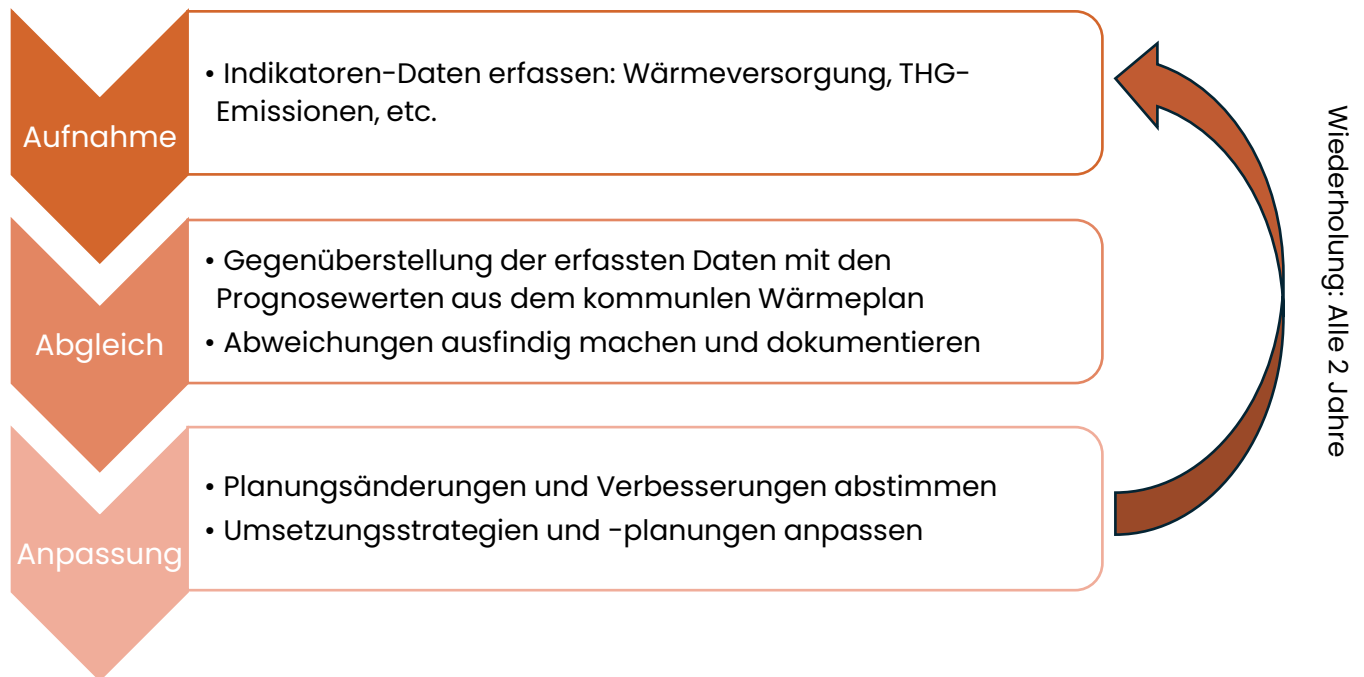 Aufnahme
• Indikatoren-Daten erfassen: Wärmeversorgung, THG-
Emissionen, etc.
Abgleich
• Gegenüberstellung der erfassten Daten mit den
Prognosewerten aus dem kommunlen Wärmeplan
• Abweichungen ausfindig machen und dokumentieren
Anpassung
• Planungsänderungen und Verbesserungen abstimmen
• Umsetzungsstrategien und -planungen anpassen
Wiederholung: Alle 2 Jahre